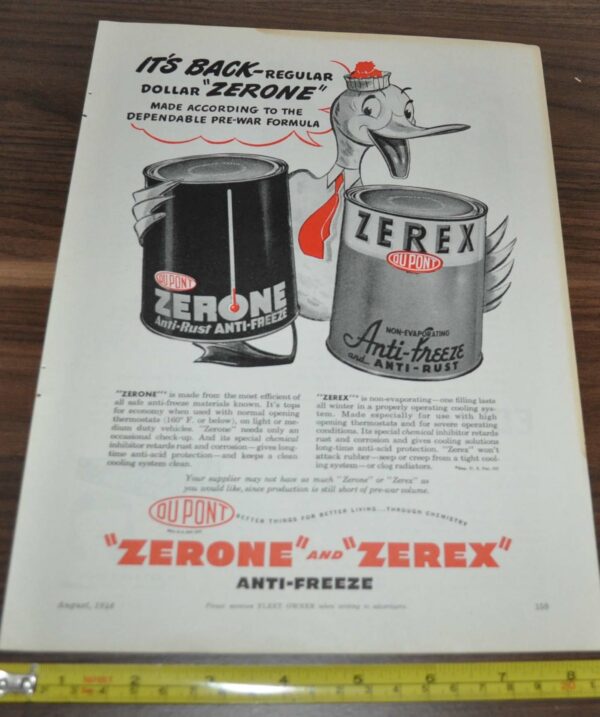 IT'S BACK-REGULAR
DOLLAR "ZERONE"
MADE ACCORDING TO THE
DEPENDABLE PRE-WAR FORMULA
DU PONT
ZERONE
Anti-Rust ANTI-FREEZE
ZEREX
DU PONT
NON-EVAPORATING
Anti-freeze
and ANTI-RUST
"ZERONE"* is made from the most efficient of
all safe anti-freeze materials known. It's tops
for economy when used with normal opening
thermostats (160° F. or below), on light or me-
dium duty vehicles. "Zerone" needs only an
occasional check-up. And its special chemical
inhibitor retards rust and corrosion—gives long-
time anti-acid protection—and keeps a clean
cooling system clean.
"ZEREX"* is non-evaporating—one filling lasts
all winter in a properly operating cooling sys-
tem. Made especially for use with high
opening thermostats and for severe operating
conditions. Its special chemical inhibitor retards
rust and corrosion and gives cooling solutions
long-time anti-acid protection. "Zerex" won't
attack rubber—seep or creep from a tight cool-
ing system—or clog radiators.
Your supplier may not have as much "Zerone" or "Zerex" as
you would like, since production is still short of pre-war volume.
DU PONT
BETTER THINGS FOR BETTER LIVING...THROUGH CHEMISTRY
"ZERONE" AND "ZEREX"
ANTI-FREEZE
August, 1946
Please mention FLEET OWNER when writing to advertisers.
159
1 2 3 4 5 6 7 8